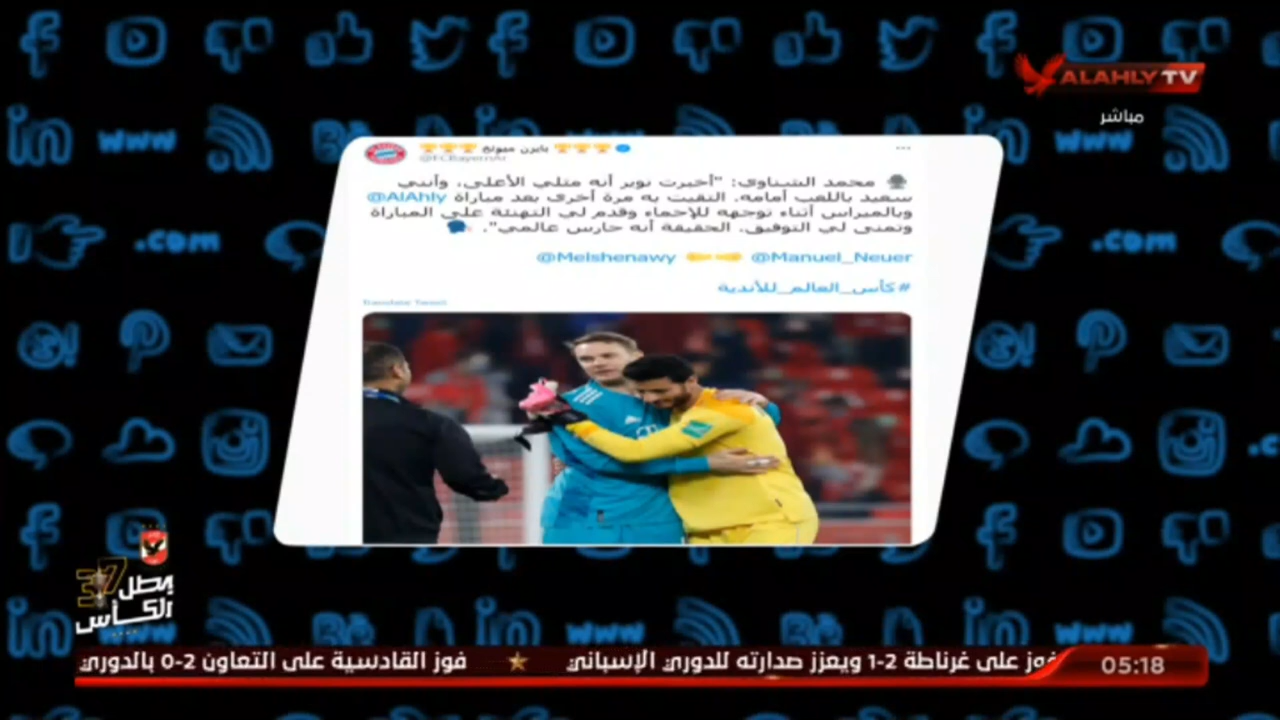 ALAHLY TV
مباشر
بايرن ميونخ
@FCBayernAr
محمد الشناوي: "أخبرت نوير أنه مثلي الأعلى، وأنني
سعيد باللعب أمامه. التقيت به مرة أخرى بعد مباراة @AlAhly
وبالميراس أثناء توجهه للإحماء وقدم لي التهنئة على المباراة
وتمنى لي التوفيق. الحقيقة أنه حارس عالمي".
@Manuel_Neuer @Melshenawy
#كأس_العالم_للأندية
Translate Tweet
37
بطل
الكأس
فوز على غرناطة 2-1 ويعزز صدارته للدوري الإسباني
فوز القادسية على التعاون 2-0 بالدوري
05:18